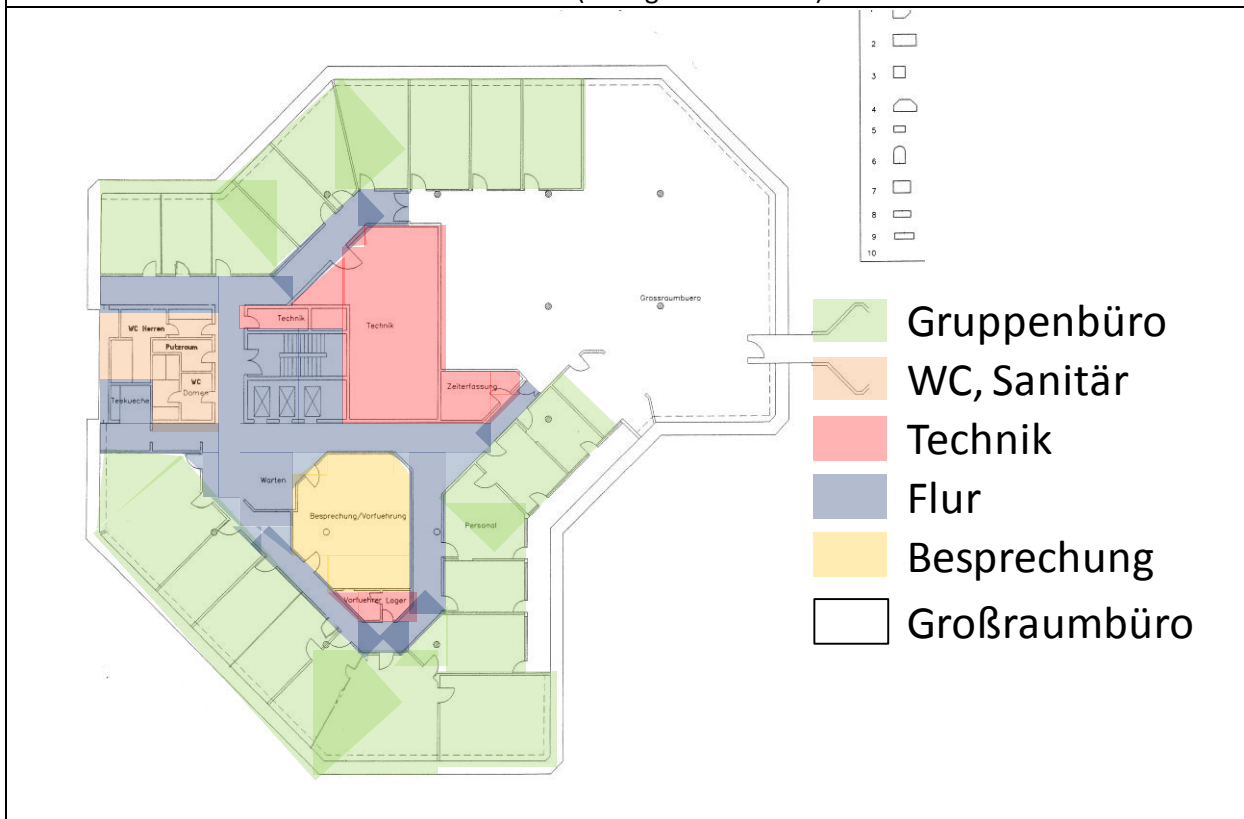 2
3
4
5
6
7
8
9
10
Grossraumbuero
WC Herren
Technik
Technik
Putzraum
WC
Damen
Teekueche
Zeiterfassung
Warten
Besprechung/Vorfuehrung
Personal
Vorfuehrer Lager
Gruppenbüro
WC, Sanitär
Technik
Flur
Besprechung
Großraumbüro